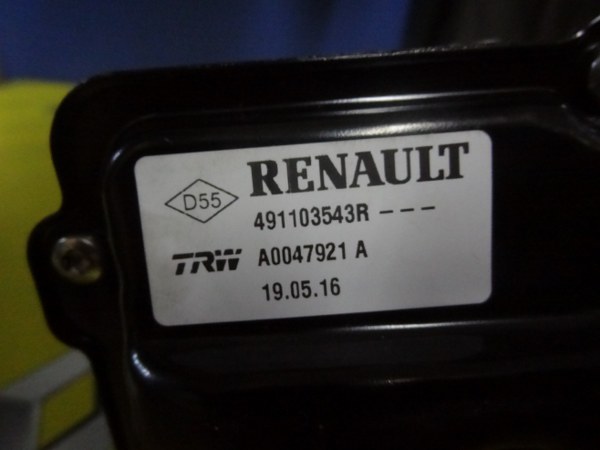 RENAULT
D55
491103543R - - -
TRW A0047921 A
19.05.16